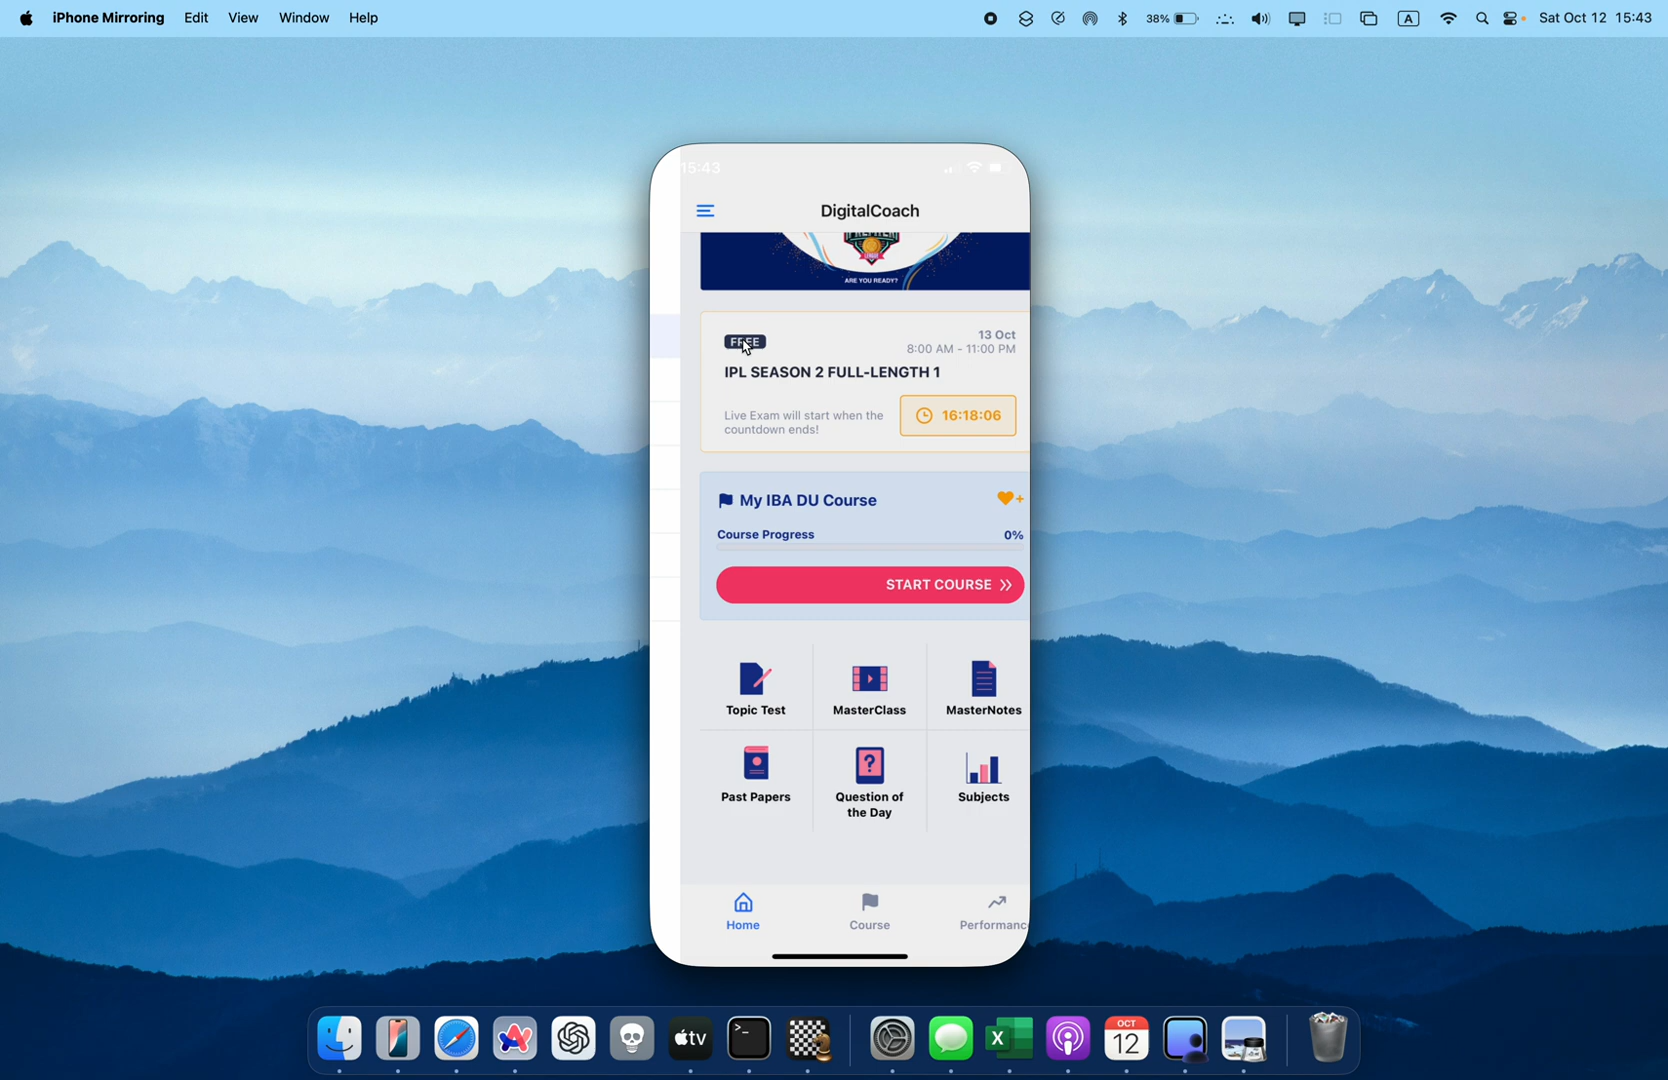 iPhone Mirroring Edit View Window Help
38% A Sat Oct 12 15:43
15:43
DigitalCoach
ARE YOU READY?
FREE
13 Oct
8:00 AM - 11:00 PM
IPL SEASON 2 FULL-LENGTH 1
Live Exam will start when the
countdown ends!
16:18:06
My IBA DU Course
Course Progress 0%
START COURSE
Topic Test MasterClass MasterNotes
Past Papers Question of Subjects
the Day
Home Course Performanc
tv
OCT
12